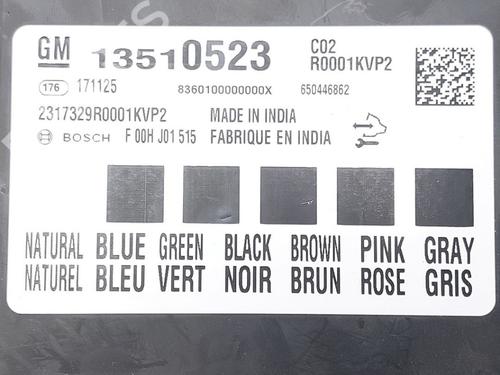 GM 13510523 C02
R0001KVP2
176 171125 8360100000000X 650446862
2317329R0001KVP2 MADE IN INDIA
BOSCH F 00H J01 515 FABRIQUE EN INDIA
NATURAL BLUE GREEN BLACK BROWN PINK GRAY
NATUREL BLEU VERT NOIR BRUN ROSE GRIS